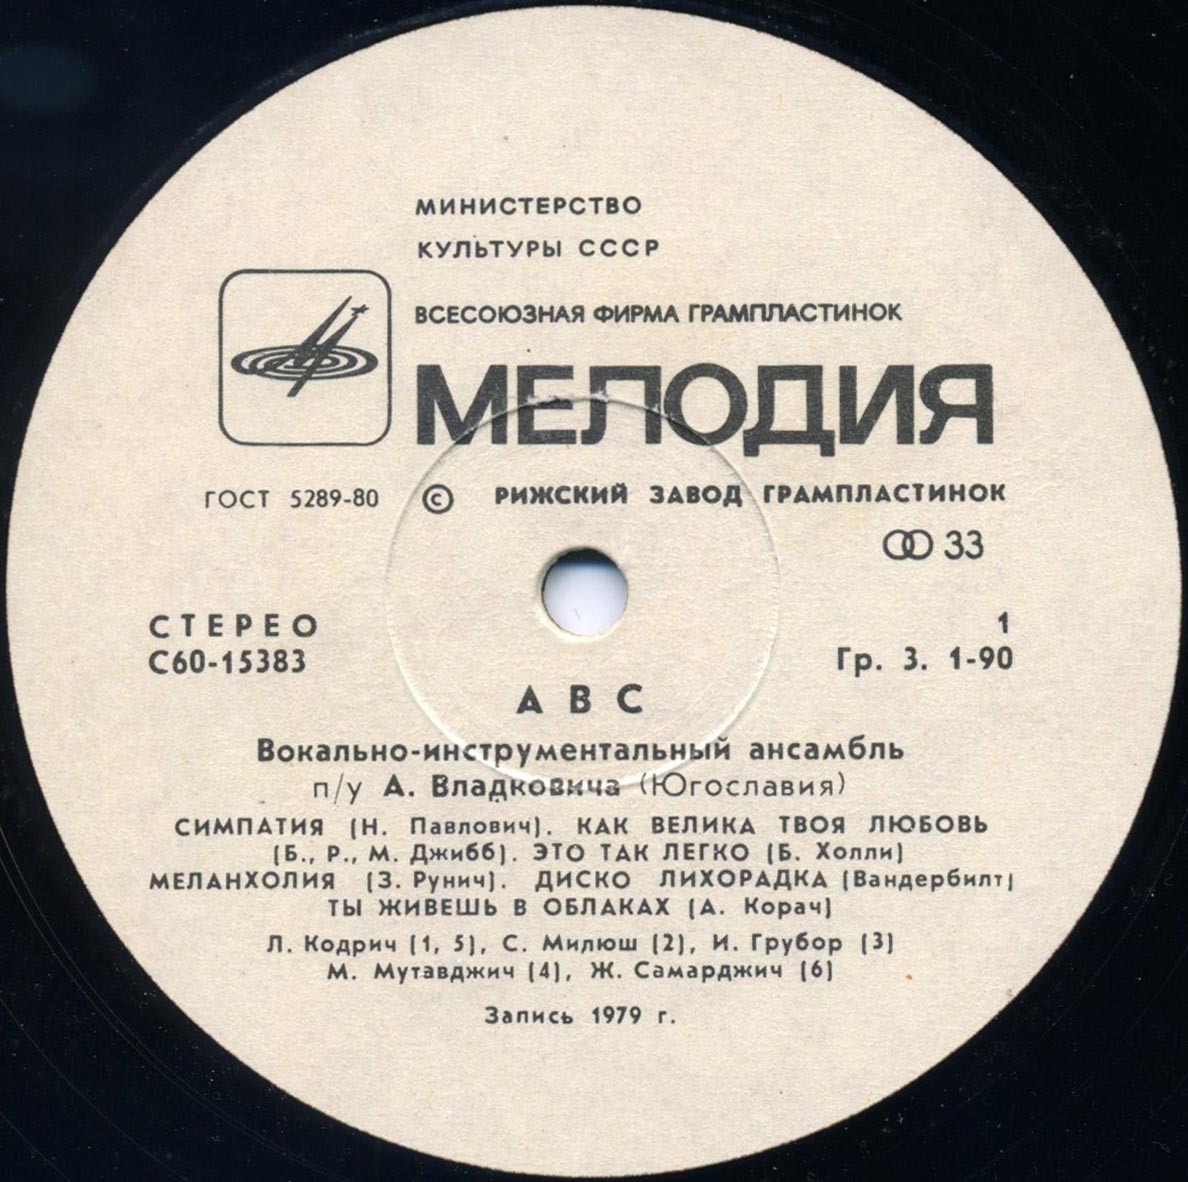 МИНИСТЕРСТВО
КУЛЬТУРЫ СССР
ВСЕСОЮЗНАЯ ФИРМА ГРАМПЛАСТИНОК
МЕЛОДИЯ
ГОСТ 5289-80 © РИЖСКИЙ ЗАВОД ГРАМПЛАСТИНОК
33
СТЕРЕО 1
С60-15383 Гр. 3. 1-90
А В С
Вокально-инструментальный ансамбль
п/у А. Владковича (Югославия)
СИМПАТИЯ (Н. Павлович). КАК ВЕЛИКА ТВОЯ ЛЮБОВЬ
(Б., Р., М. Джибб). ЭТО ТАК ЛЕГКО (Б. Холли)
МЕЛАНХОЛИЯ (З. Рунич). ДИСКО ЛИХОРАДКА (Вандербилт)
ТЫ ЖИВЕШЬ В ОБЛАКАХ (А. Корач)
Л. Кодрич (1, 5), С. Милюш (2), И. Грубор (3)
М. Мутавджич (4), Ж. Самарджич (6)
Запись 1979 г.